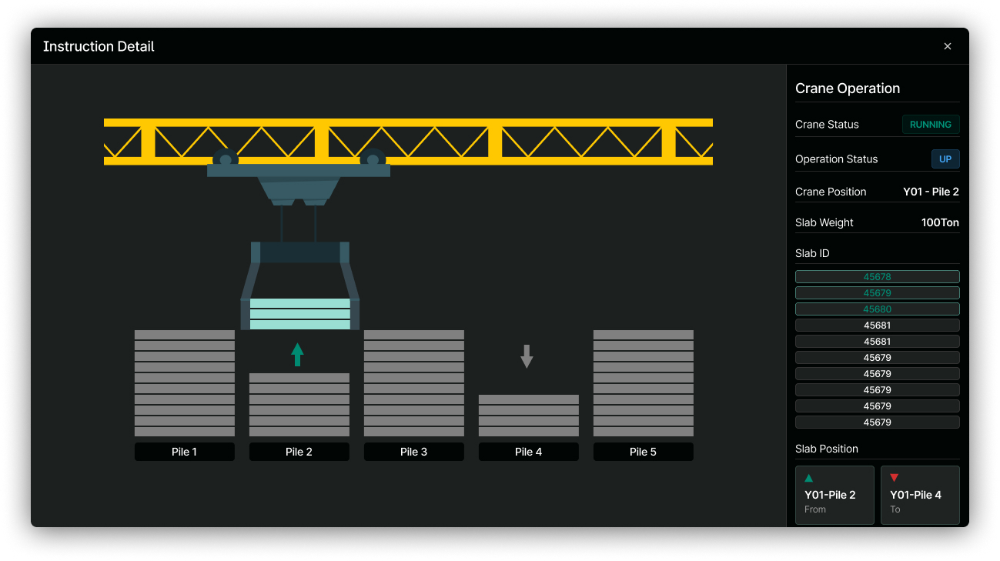 Instruction Detail
Crane Operation
Crane Status RUNNING
Operation Status UP
Crane Position Y01 - Pile 2
Slab Weight 100Ton
Slab ID
45678
45679
45680
45681
45681
45679
45679
45679
45679
45679
Slab Position
Y01-Pile 2
From
Y01-Pile 4
To
Pile 1
Pile 2
Pile 3
Pile 4
Pile 5